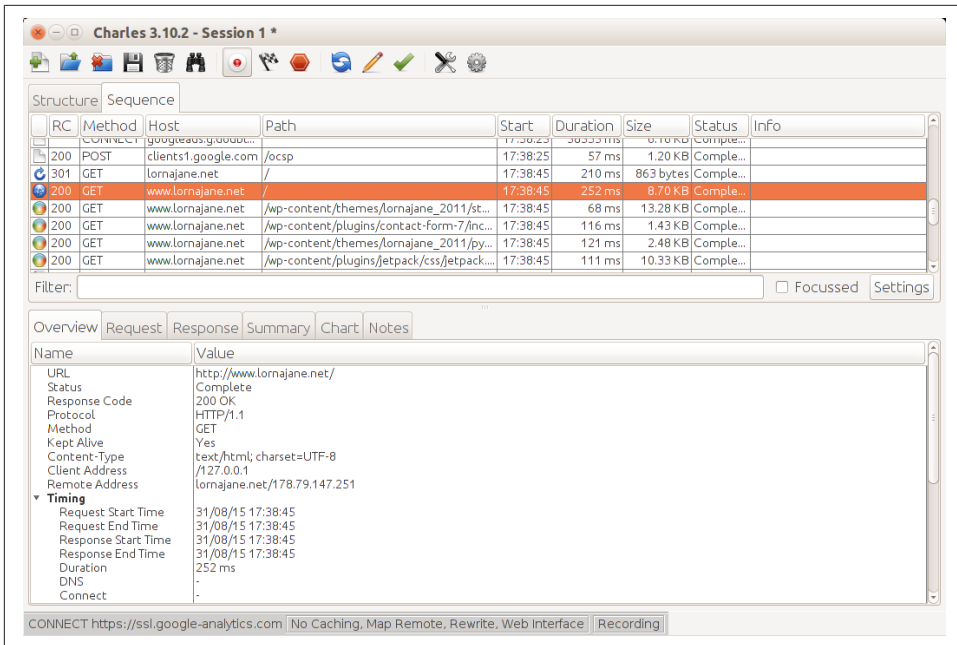 Charles 3.10.2 - Session 1 *
Structure Sequence
RC Method Host Path Start Duration Size Status Info
CONNECT googleads.g.doubl... 17:38:25 Comple...
200 POST clients1.google.com /ocsp 17:38:25 57 ms 1.20 KB Comple...
301 GET lornajane.net / 17:38:45 210 ms 863 bytes Comple...
200 GET www.lornajane.net / 17:38:45 252 ms 8.70 KB Comple...
200 GET www.lornajane.net /wp-content/themes/lornajane_2011/st... 17:38:45 68 ms 13.28 KB Comple...
200 GET www.lornajane.net /wp-content/plugins/contact-form-7/inc... 17:38:45 116 ms 1.43 KB Comple...
200 GET www.lornajane.net /wp-content/themes/lornajane_2011/py... 17:38:45 121 ms 2.48 KB Comple...
200 GET www.lornajane.net /wp-content/plugins/jetpack/css/jetpack.... 17:38:45 111 ms 10.33 KB Comple...
Filter: Focussed Settings
Overview Request Response Summary Chart Notes
Name Value
URL http://www.lornajane.net/
Status Complete
Response Code 200 OK
Protocol HTTP/1.1
Method GET
Kept Alive Yes
Content-Type text/html; charset=UTF-8
Client Address /127.0.0.1
Remote Address lornajane.net/178.79.147.251
Timing
Request Start Time 31/08/15 17:38:45
Request End Time 31/08/15 17:38:45
Response Start Time 31/08/15 17:38:45
Response End Time 31/08/15 17:38:45
Duration 252 ms
DNS -
Connect -
CONNECT https://ssl.google-analytics.com No Caching, Map Remote, Rewrite, Web Interface Recording